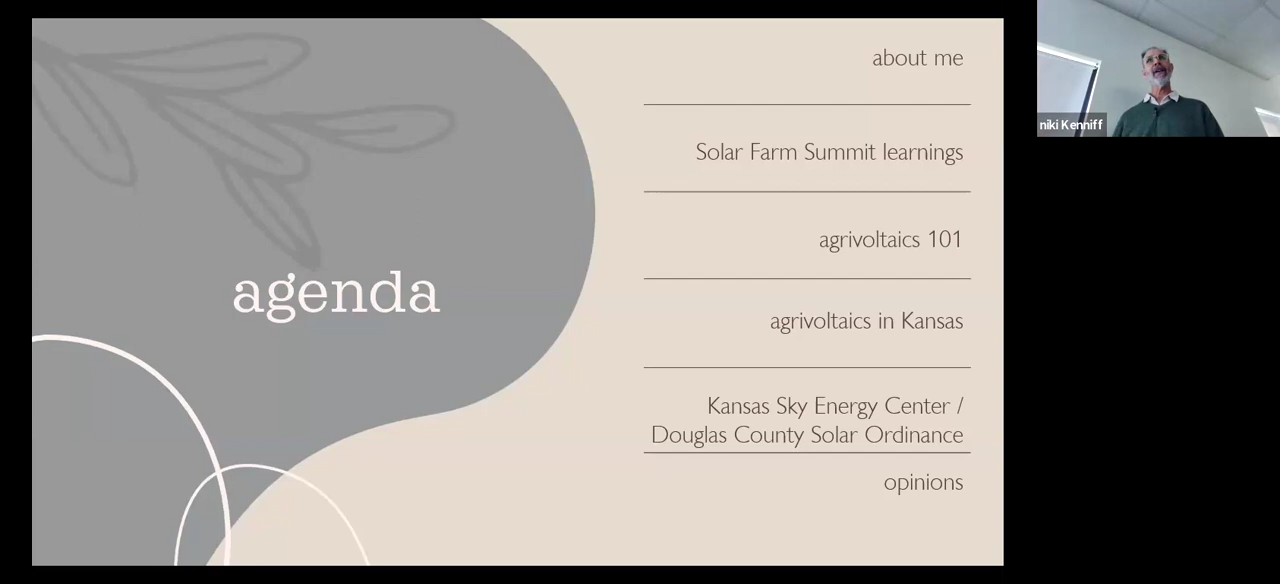 agenda
about me
Solar Farm Summit learnings
agrivoltaics 101
agrivoltaics in Kansas
Kansas Sky Energy Center /
Douglas County Solar Ordinance
opinions
niki Kenniff